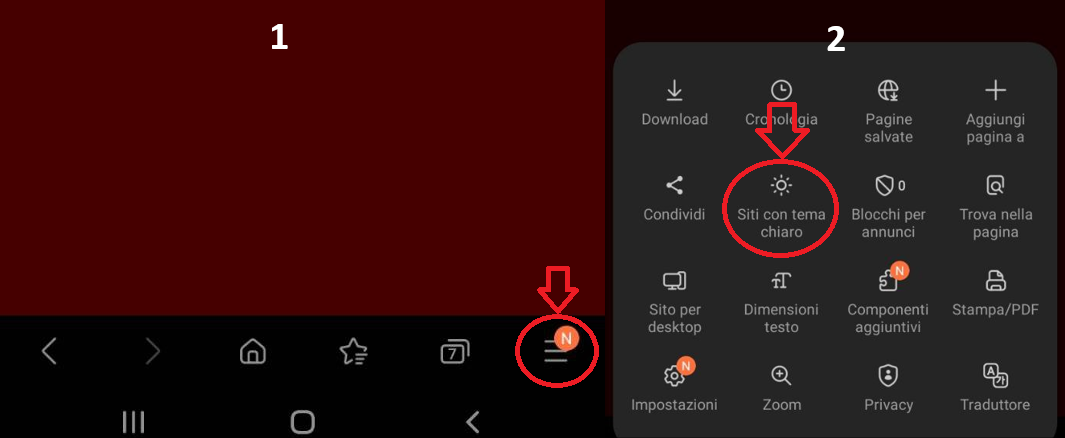 1
2
Download
Cronologia
Pagine
salvate
Aggiungi
pagina a
Condividi
Siti con tema
chiaro
0
Blocchi per
annunci
Trova nella
pagina
Sito per
desktop
Dimensioni
testo
N
Componenti
aggiuntivi
Stampa/PDF
N
Impostazioni
Zoom
Privacy
A
Traduttore
7
N